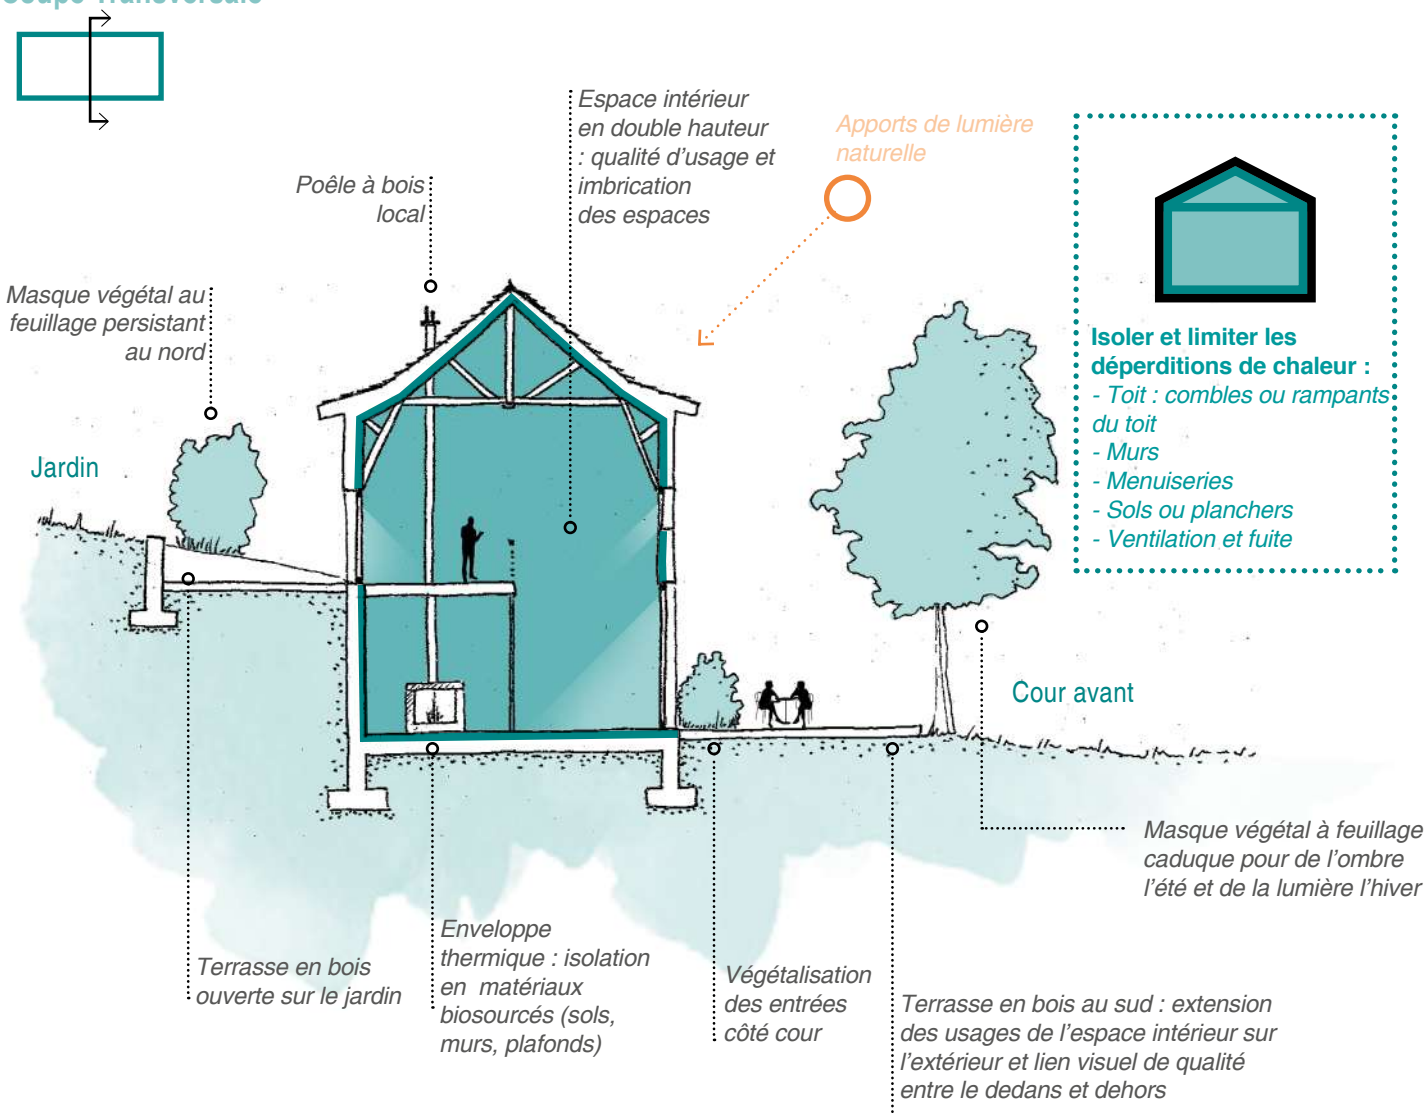 Coupe Transversale
Espace intérieur
en double hauteur
: qualité d'usage et
imbrication
des espaces
Apports de lumière
naturelle
Poêle à bois
local
Masque végétal au
feuillage persistant
au nord
Isoler et limiter les
déperditions de chaleur :
- Toit : combles ou rampants
du toit
- Murs
- Menuiseries
- Sols ou planchers
- Ventilation et fuite
Jardin
Cour avant
Masque végétal à feuillage
caduque pour de l'ombre
l'été et de la lumière l'hiver
Terrasse en bois
ouverte sur le jardin
Enveloppe
thermique : isolation
en matériaux
biosourcés (sols,
murs, plafonds)
Végétalisation
des entrées
côté cour
Terrasse en bois au sud : extension
des usages de l'espace intérieur sur
l'extérieur et lien visuel de qualité
entre le dedans et dehors